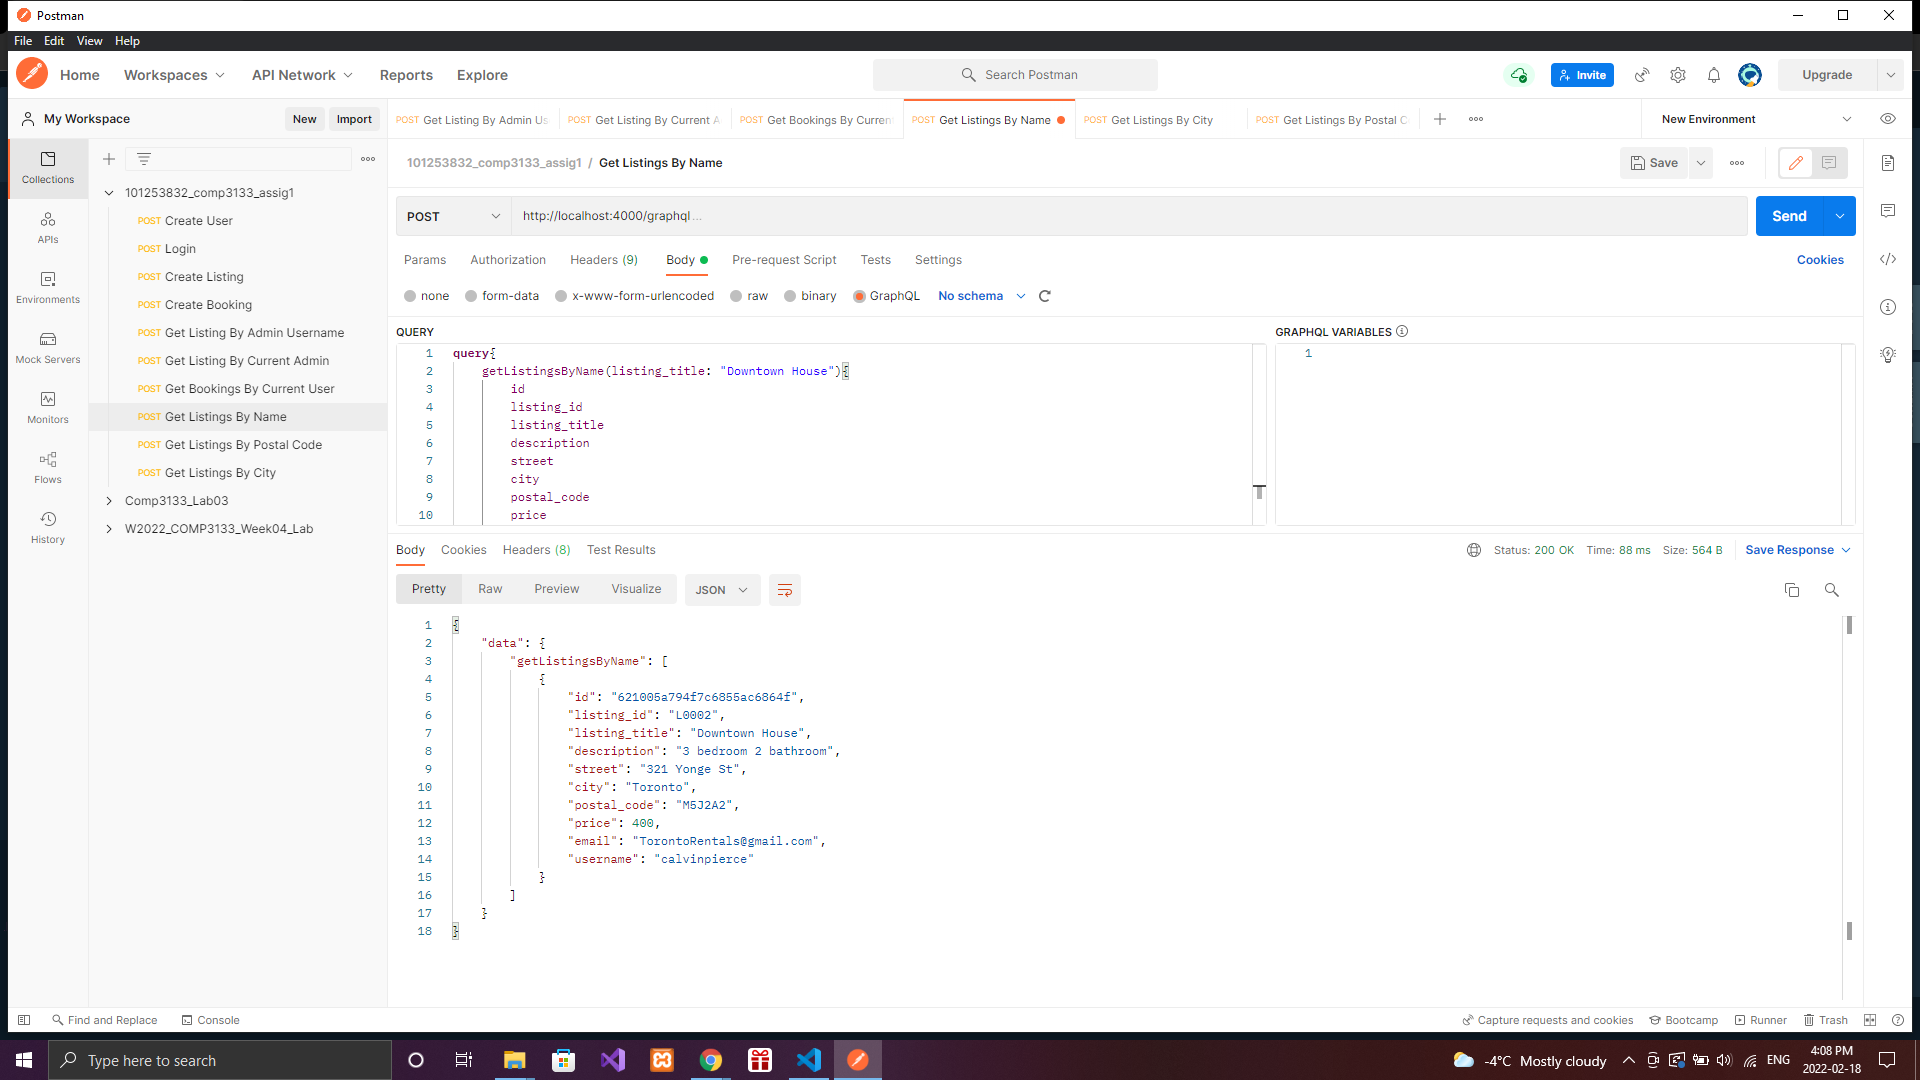 Postman
File Edit View Help
Home Workspaces API Network Reports Explore
Search Postman
Invite
Upgrade
My Workspace
New Import
POST Get Listing By Admin Us
POST Get Listing By Current A
POST Get Bookings By Curren
POST Get Listings By Name
POST Get Listings By City
POST Get Listings By Postal C
New Environment
Collections
APIs
Environments
Mock Servers
Monitors
Flows
History
101253832_comp3133_assig1
POST Create User
POST Login
POST Create Listing
POST Create Booking
POST Get Listing By Admin Username
POST Get Listing By Current Admin
POST Get Bookings By Current User
POST Get Listings By Name
POST Get Listings By Postal Code
POST Get Listings By City
Comp3133_Lab03
W2022_COMP3133_Week04_Lab
101253832_comp3133_assig1 / Get Listings By Name
Save
POST http://localhost:4000/graphql...
Send
Params Authorization Headers (9) Body Pre-request Script Tests Settings
Cookies
none form-data x-www-form-urlencoded raw binary GraphQL No schema
QUERY
1 query{
2 getListingsByName(listing_title: "Downtown House"){
3 id
4 listing_id
5 listing_title
6 description
7 street
8 city
9 postal_code
10 price
GRAPHQL VARIABLES
1
Body Cookies Headers (8) Test Results
Status: 200 OK Time: 88 ms Size: 564 B Save Response
Pretty Raw Preview Visualize JSON
1 {
2 "data": {
3 "getListingsByName": [
4 {
5 "id": "621005a794f7c6855ac6864f",
6 "listing_id": "L0002",
7 "listing_title": "Downtown House",
8 "description": "3 bedroom 2 bathroom",
9 "street": "321 Yonge St",
10 "city": "Toronto",
11 "postal_code": "M5J2A2",
12 "price": 400,
13 "email": "TorontoRentals@gmail.com",
14 "username": "calvinpierce"
15 }
16 ]
17 }
18 }
Find and Replace Console
Capture requests and cookies Bootcamp Runner Trash
Type here to search
-4°C Mostly cloudy
ENG
4:08 PM
2022-02-18